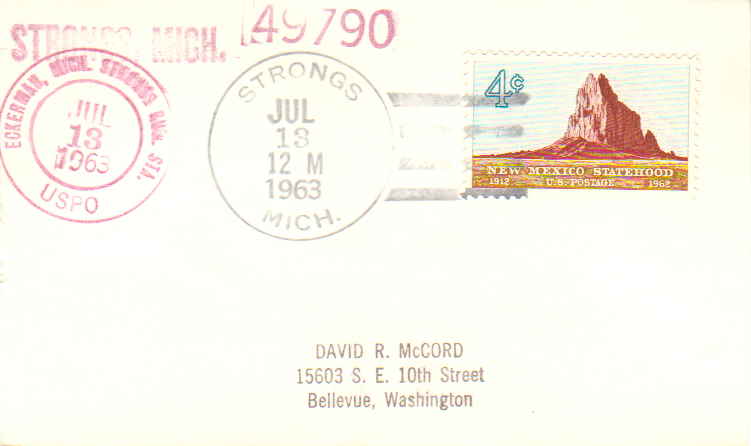 STRONGS, MICH. 49790
ECKERMAN, MICH. STRONGS RUR. STA.
JUL
13
1963
USPO
STRONGS
JUL
13
12 M
1963
MICH.
4¢
NEW MEXICO STATEHOOD
1912 U.S. POSTAGE 1962
DAVID R. McCORD
15603 S. E. 10th Street
Bellevue, Washington